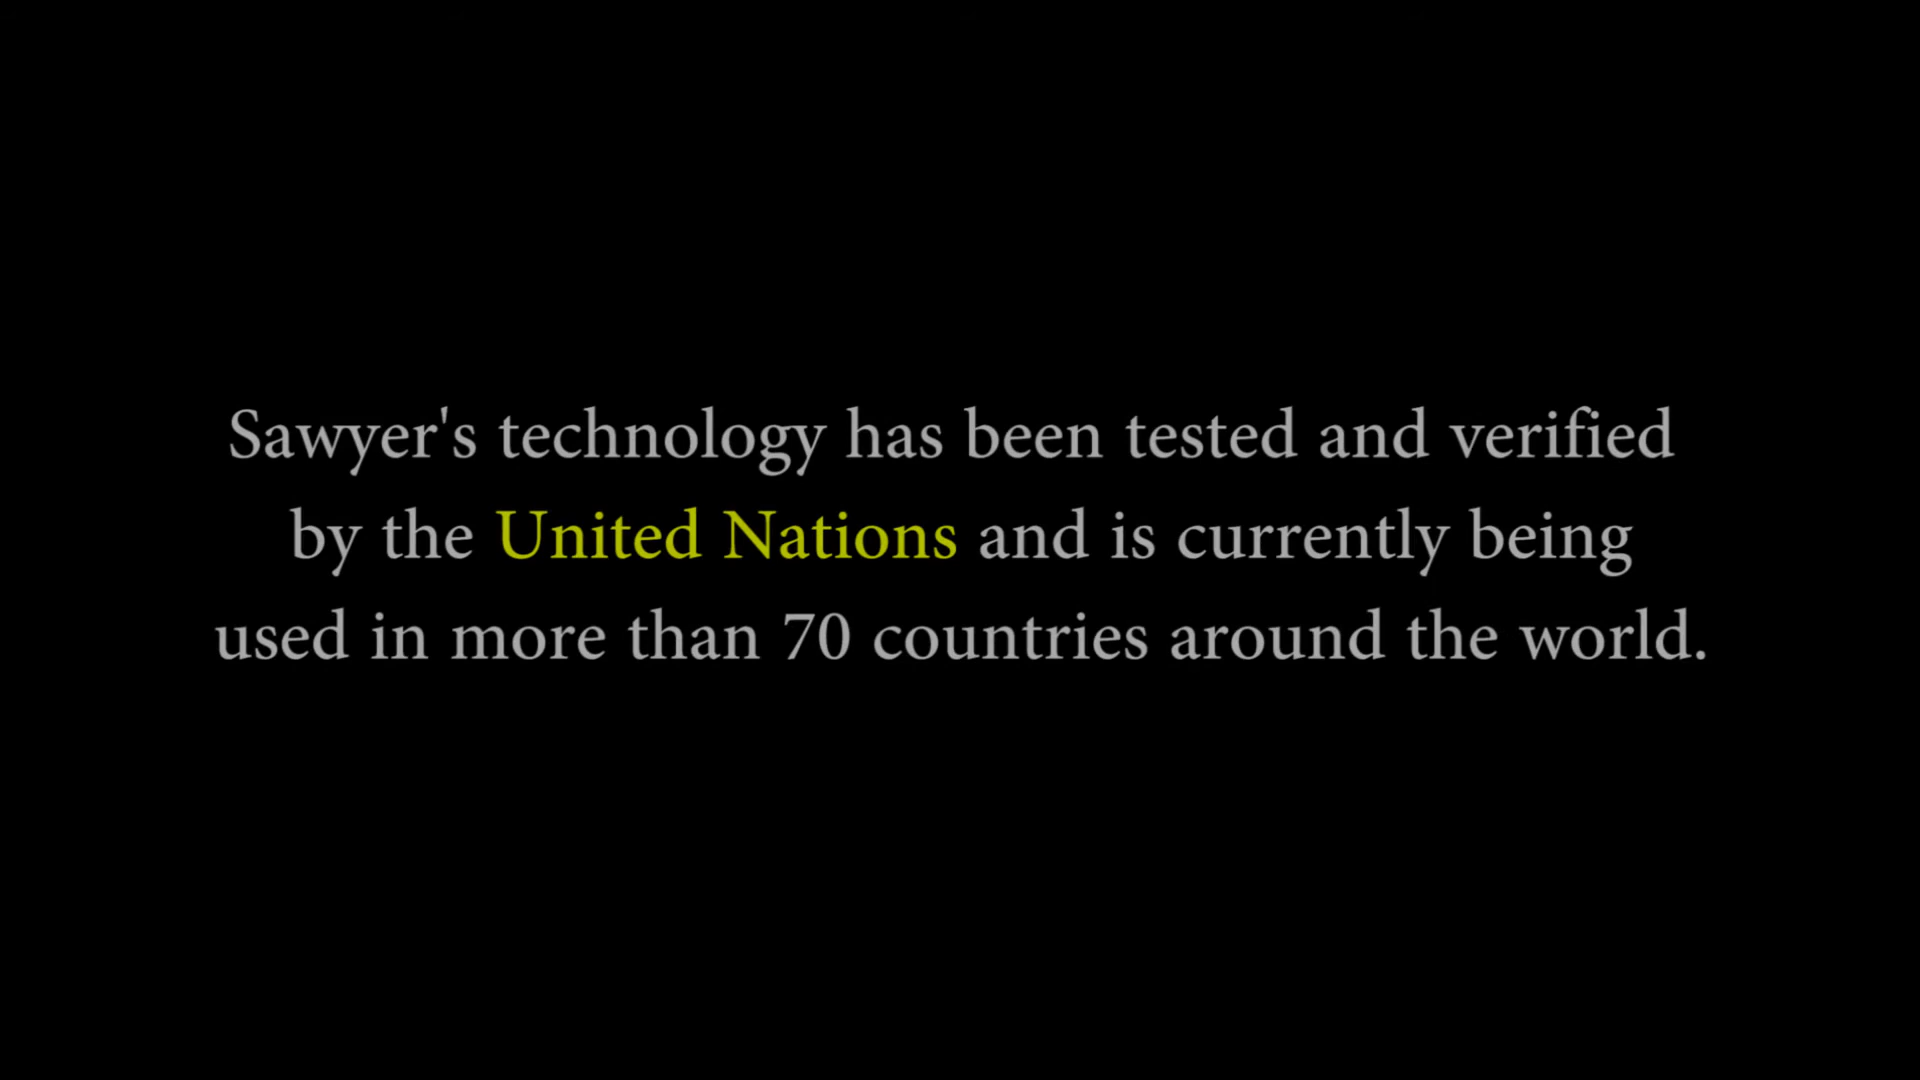 Sawyer's technology has been tested and verified
by the United Nations and is currently being
used in more than 70 countries around the world.